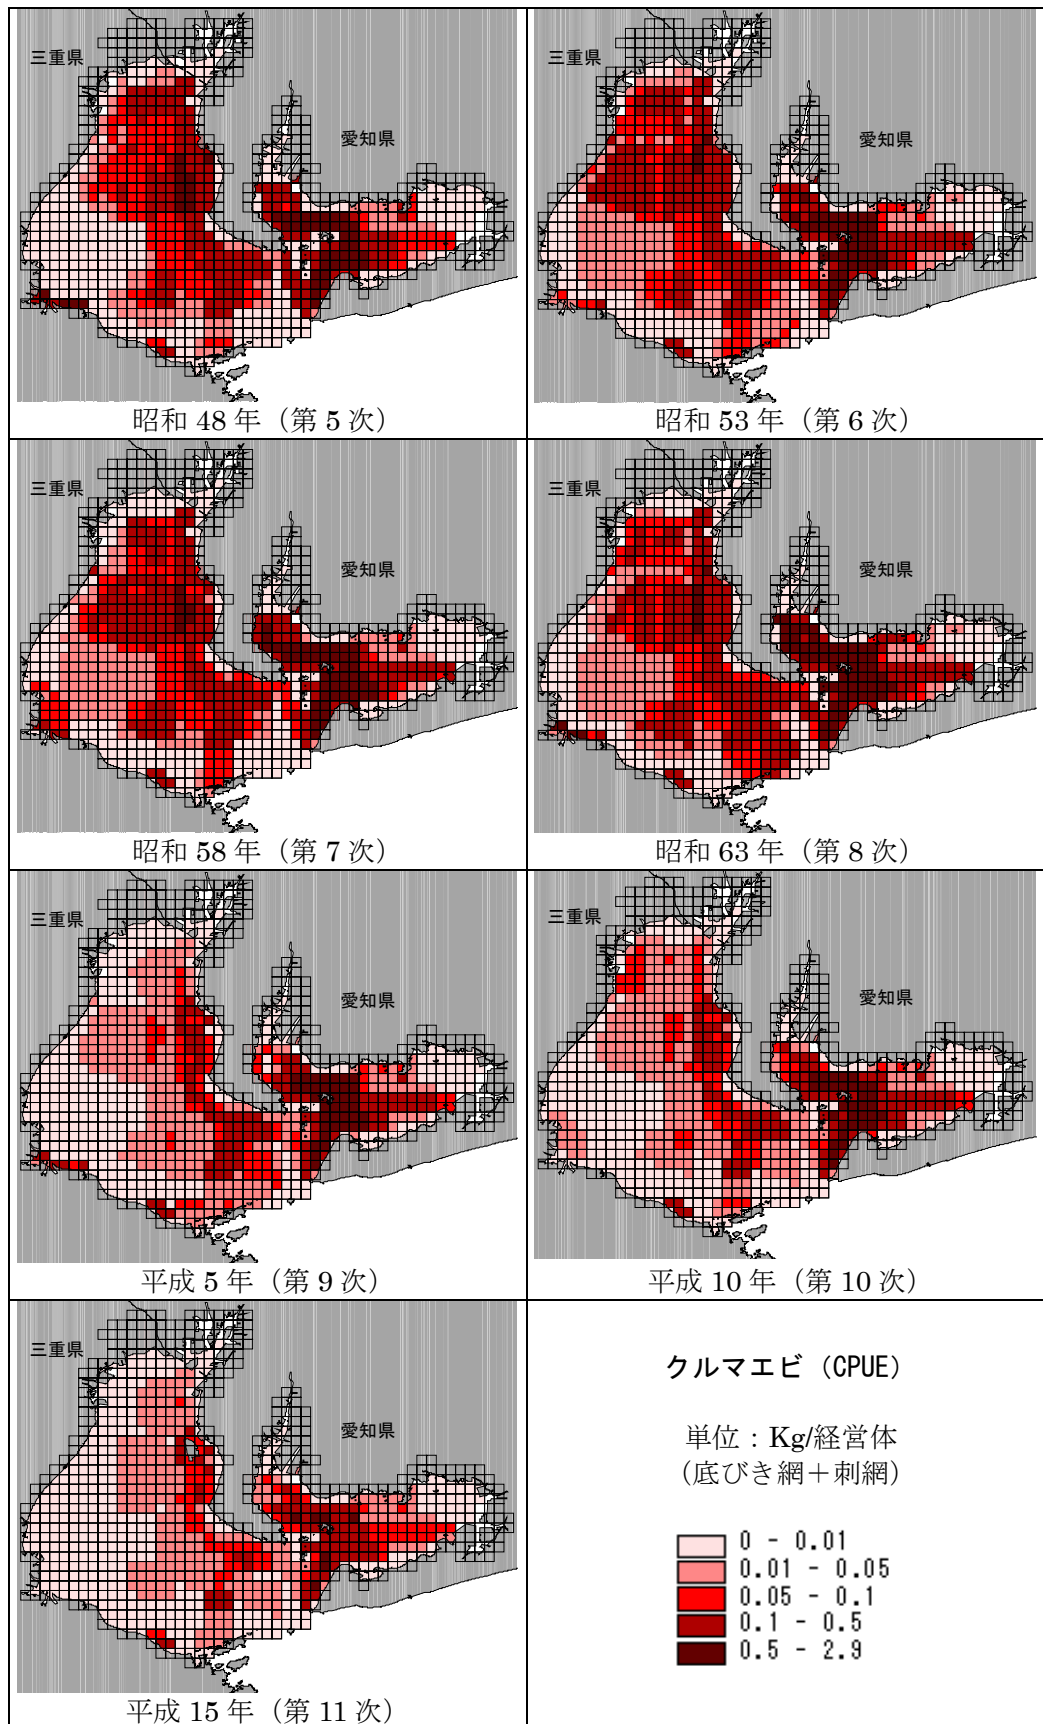 三重県
愛知県
昭和 48 年（第 5 次）
三重県
愛知県
昭和 53 年（第 6 次）
三重県
愛知県
昭和 58 年（第 7 次）
三重県
愛知県
昭和 63 年（第 8 次）
三重県
愛知県
平成 5 年（第 9 次）
三重県
愛知県
平成 10 年（第 10 次）
三重県
愛知県
平成 15 年（第 11 次）
クルマエビ（CPUE）
単位：Kg/経営体
（底びき網＋刺網）
0 - 0.01
0.01 - 0.05
0.05 - 0.1
0.1 - 0.5
0.5 - 2.9